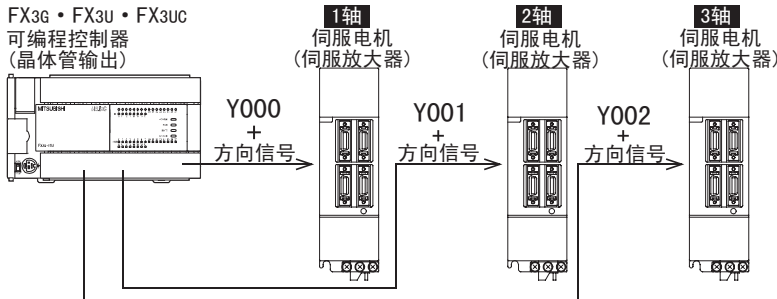 FX3G・FX3U・FX3UC
可编程控制器
(晶体管输出)
MITSUBISHI
1轴
伺服电机
(伺服放大器)
2轴
伺服电机
(伺服放大器)
3轴
伺服电机
(伺服放大器)
Y000
+
方向信号
Y001
+
方向信号
Y002
+
方向信号